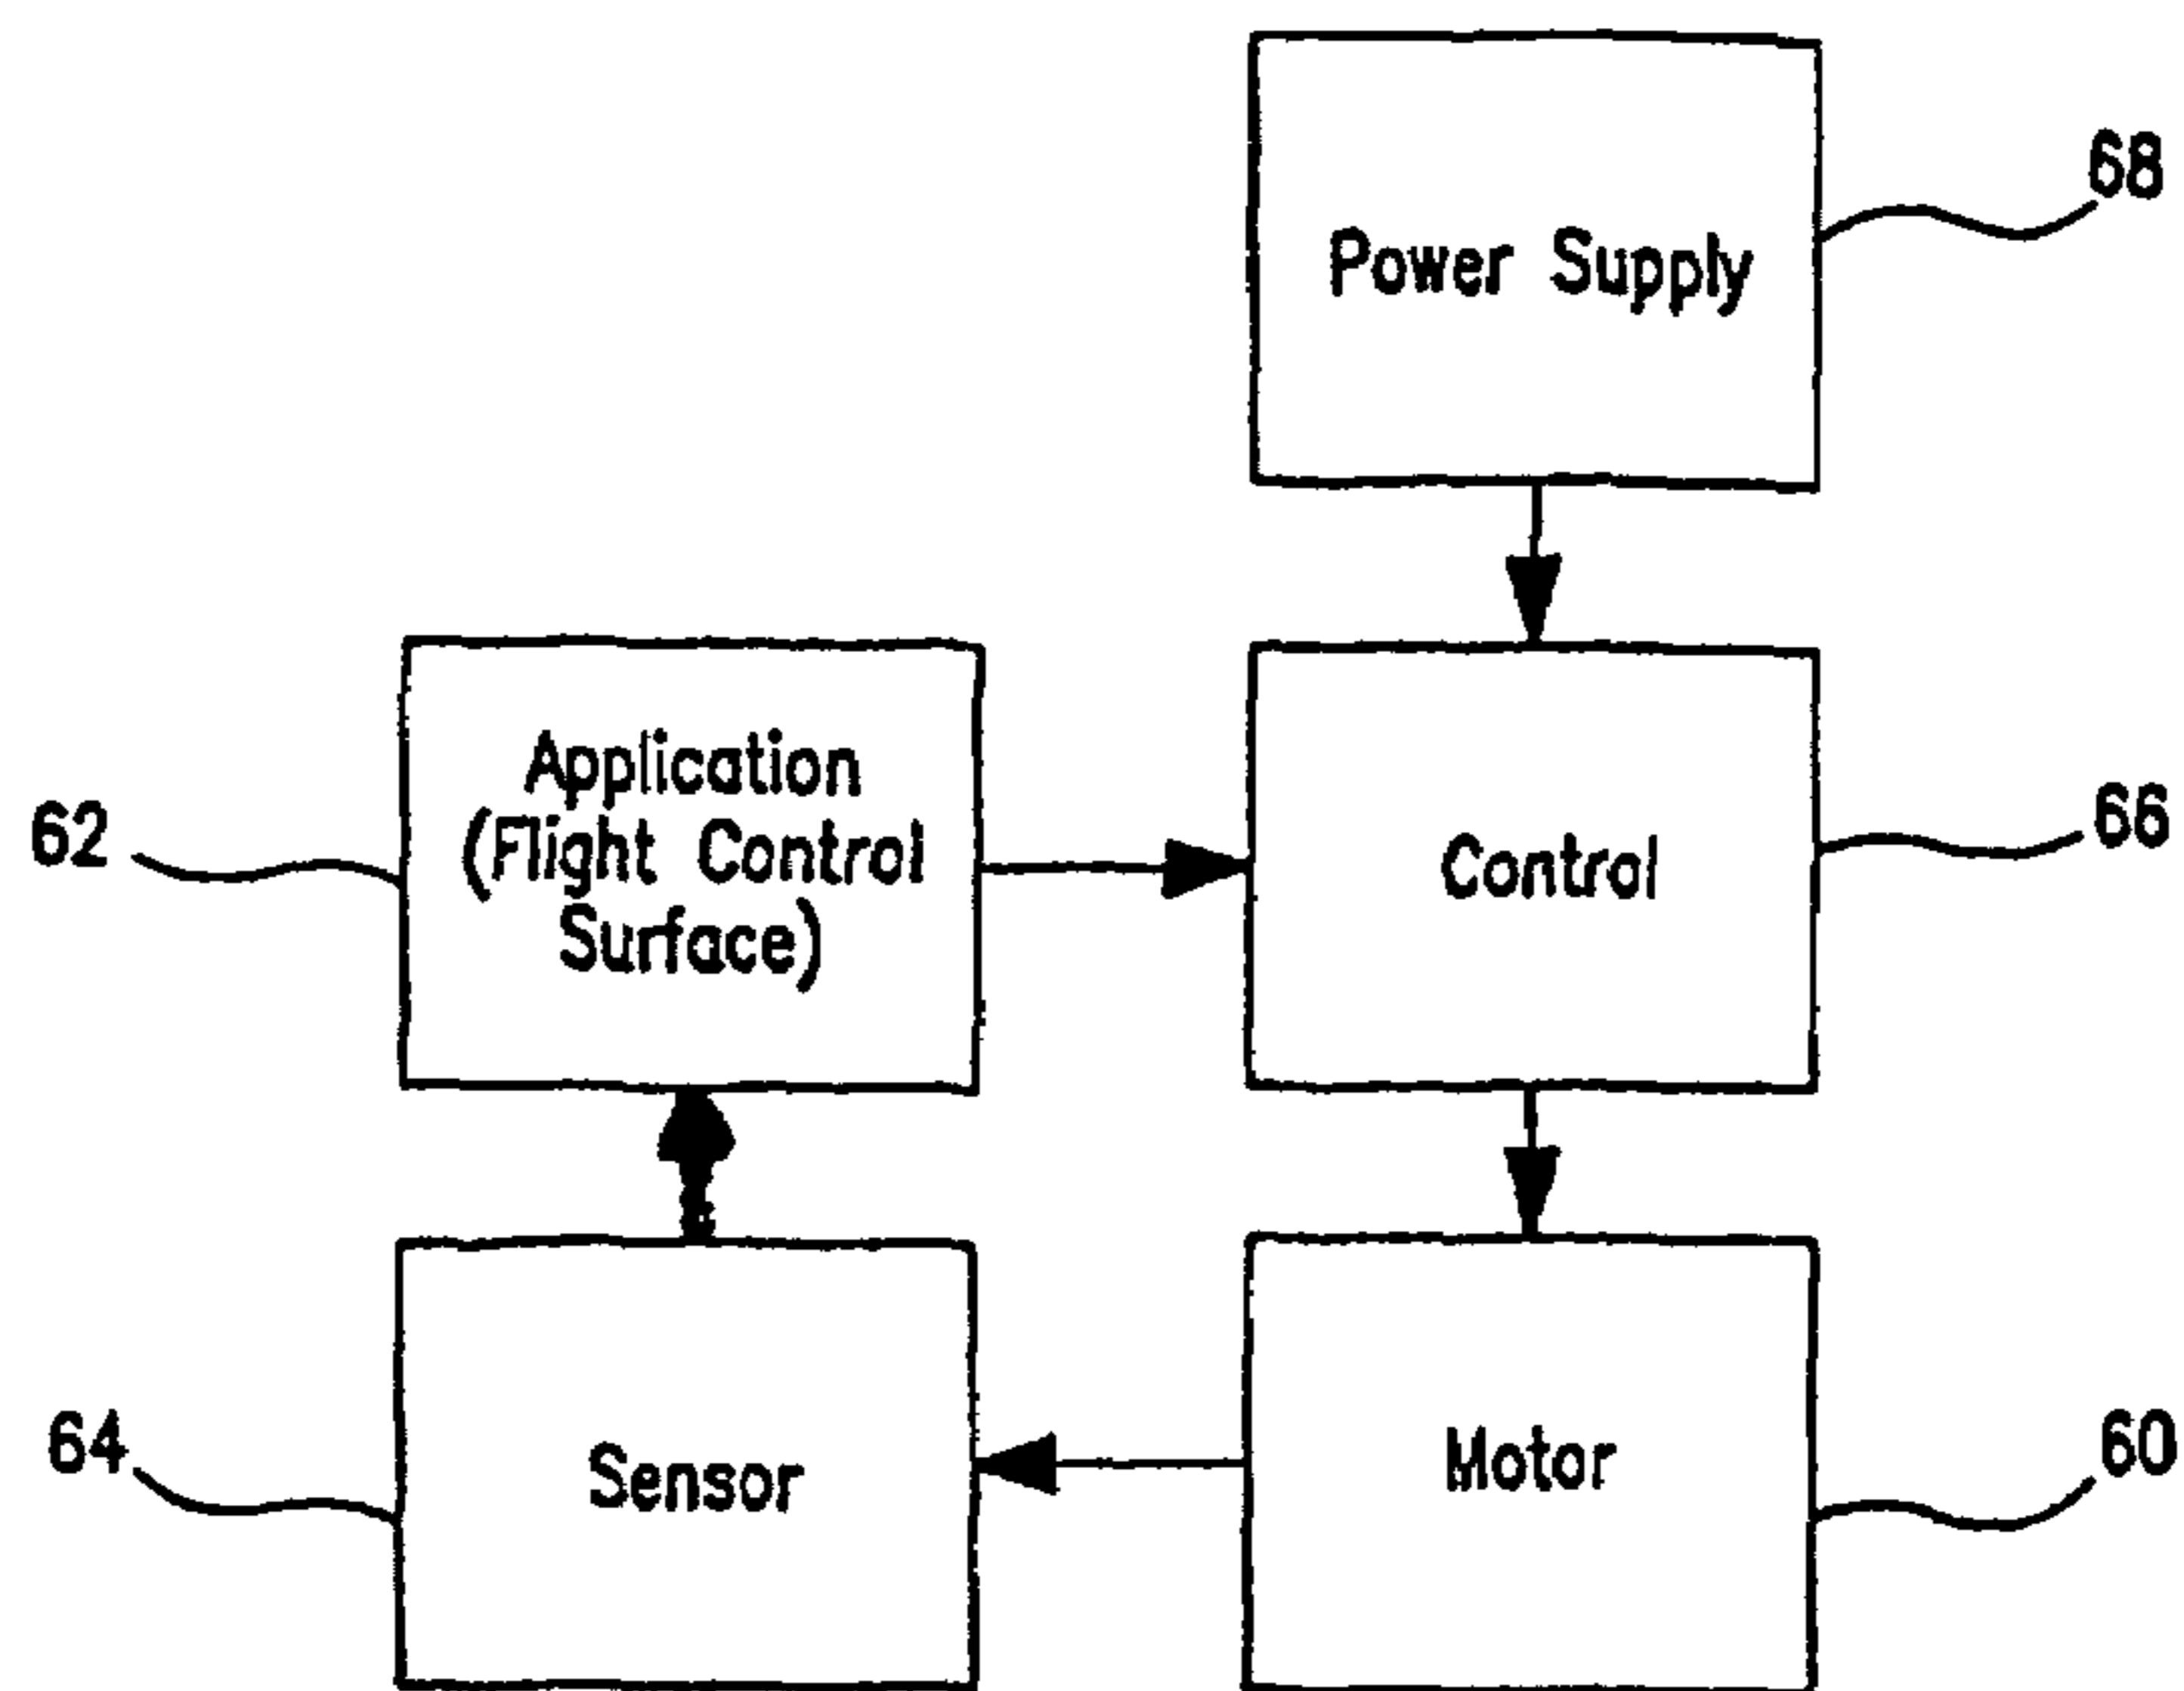 68
Power Supply
62
Application
(Flight Control
Surface)
Control
66
64
Sensor
Motor
60